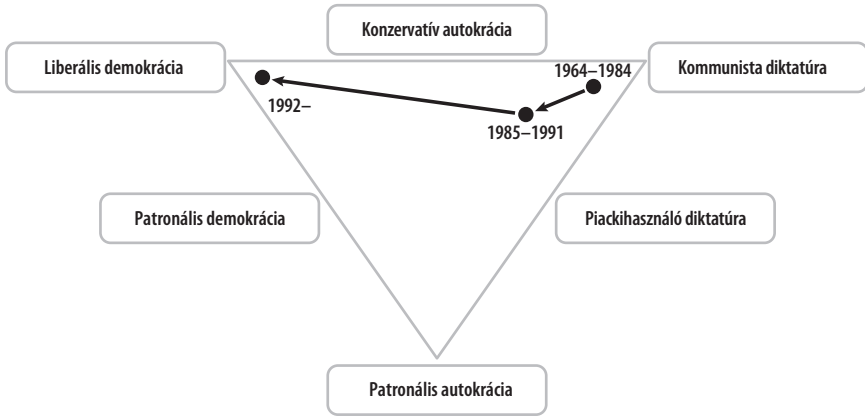 Konzervatív autokrácia
Liberális demokrácia
Kommunista diktatúra
1964–1984
1992–
1985–1991
Patronális demokrácia
Piackihasználó diktatúra
Patronális autokrácia